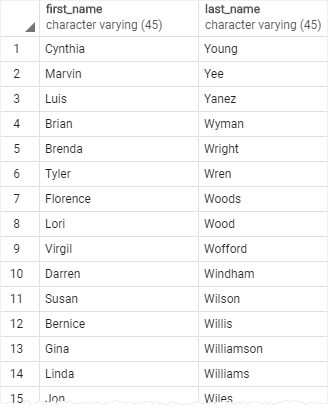 first_name last_name
character varying (45) character varying (45)
1 Cynthia Young
2 Marvin Yee
3 Luis Yanez
4 Brian Wyman
5 Brenda Wright
6 Tyler Wren
7 Florence Woods
8 Lori Wood
9 Virgil Wofford
10 Darren Windham
11 Susan Wilson
12 Bernice Willis
13 Gina Williamson
14 Linda Williams
15 Jon Wiles